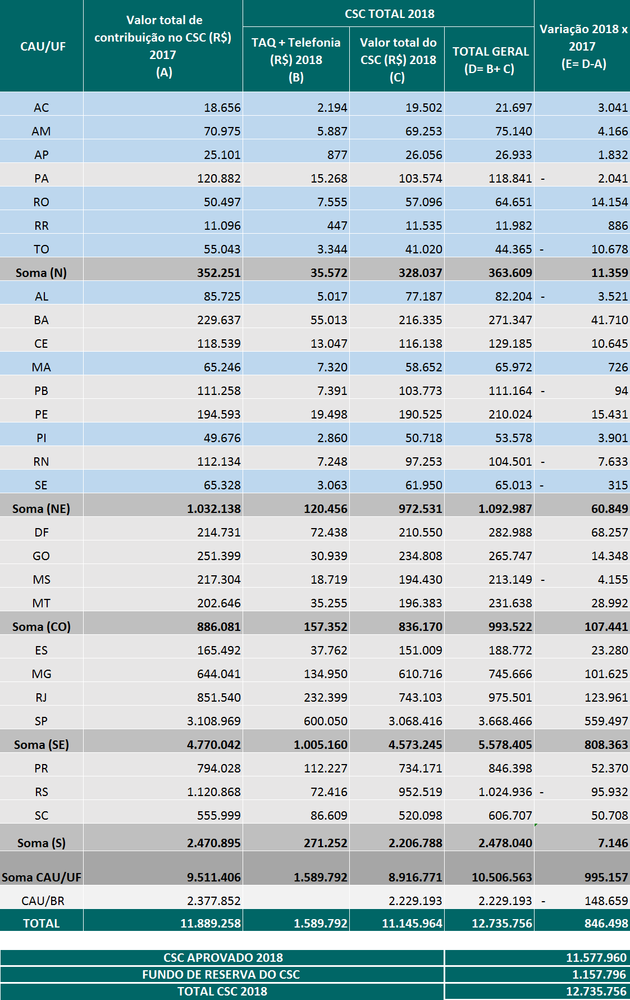 CAU/UF
Valor total de
contribuição no CSC (R$)
2017
(A)
CSC TOTAL 2018
TAQ + Telefonia
(R$) 2018
(B)
Valor total do
CSC (R$) 2018
(C)
TOTAL GERAL
(D= B+ C)
Variação 2018 x
2017
(E= D-A)
AC 18.656 2.194 19.502 21.697 3.041
AM 70.975 5.887 69.253 75.140 4.166
AP 25.101 877 26.056 26.933 1.832
PA 120.882 15.268 103.574 118.841 - 2.041
RO 50.497 7.555 57.096 64.651 14.154
RR 11.096 447 11.535 11.982 886
TO 55.043 3.344 41.020 44.365 - 10.678
Soma (N) 352.251 35.572 328.037 363.609 11.359
AL 85.725 5.017 77.187 82.204 - 3.521
BA 229.637 55.013 216.335 271.347 41.710
CE 118.539 13.047 116.138 129.185 10.645
MA 65.246 7.320 58.652 65.972 726
PB 111.258 7.391 103.773 111.164 - 94
PE 194.593 19.498 190.525 210.024 15.431
PI 49.676 2.860 50.718 53.578 3.901
RN 112.134 7.248 97.253 104.501 - 7.633
SE 65.328 3.063 61.950 65.013 - 315
Soma (NE) 1.032.138 120.456 972.531 1.092.987 60.849
DF 214.731 72.438 210.550 282.988 68.257
GO 251.399 30.939 234.808 265.747 14.348
MS 217.304 18.719 194.430 213.149 - 4.155
MT 202.646 35.255 196.383 231.638 28.992
Soma (CO) 886.081 157.352 836.170 993.522 107.441
ES 165.492 37.762 151.009 188.772 23.280
MG 644.041 134.950 610.716 745.666 101.625
RJ 851.540 232.399 743.103 975.501 123.961
SP 3.108.969 600.050 3.068.416 3.668.466 559.497
Soma (SE) 4.770.042 1.005.160 4.573.245 5.578.405 808.363
PR 794.028 112.227 734.171 846.398 52.370
RS 1.120.868 72.416 952.519 1.024.936 - 95.932
SC 555.999 86.609 520.098 606.707 50.708
Soma (S) 2.470.895 271.252 2.206.788 2.478.040 7.146
Soma CAU/UF 9.511.406 1.589.792 8.916.771 10.506.563 995.157
CAU/BR 2.377.852 2.229.193 2.229.193 - 148.659
TOTAL 11.889.258 1.589.792 11.145.964 12.735.756 846.498
CSC APROVADO 2018 11.577.960
FUNDO DE RESERVA DO CSC 1.157.796
TOTAL CSC 2018 12.735.756